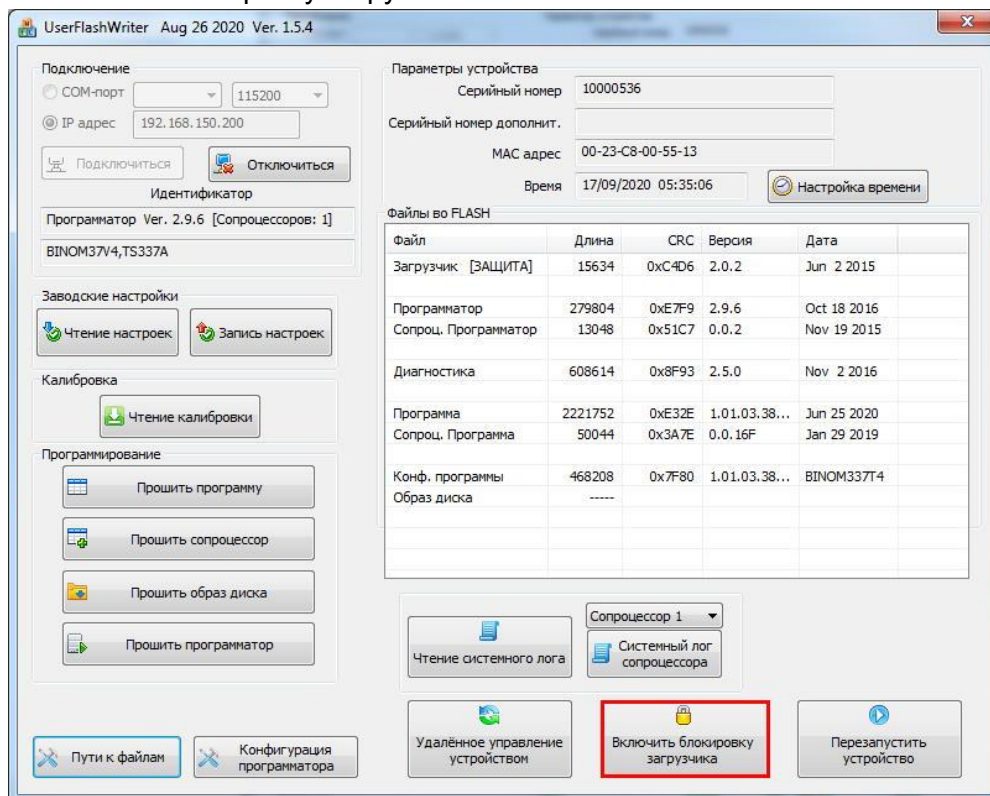 UserFlashWriter Aug 26 2020 Ver. 1.5.4
Подключение
COM-порт 115200
IP адрес 192.168.150.200
Подключиться Отключиться
Идентификатор
Программатор Ver. 2.9.6 [Сопроцессоров: 1]
BINOM37V4,TS337A
Заводские настройки
Чтение настроек Запись настроек
Калибровка
Чтение калибровки
Программирование
Прошить программу
Прошить сопроцессор
Прошить образ диска
Прошить программатор
Пути к файлам
Конфигурация
программатора
Параметры устройства
Серийный номер 10000536
Серийный номер дополнит.
MAC адрес 00-23-C8-00-55-13
Время 17/09/2020 05:35:06 Настройка времени
Файлы во FLASH
Файл Длина CRC Версия Дата
Загрузчик [ЗАЩИТА] 15634 0xC4D6 2.0.2 Jun 2 2015
Программатор 279804 0xE7F9 2.9.6 Oct 18 2016
Сопроц. Программатор 13048 0x51C7 0.0.2 Nov 19 2015
Диагностика 608614 0x8F93 2.5.0 Nov 2 2016
Программа 2221752 0xE32E 1.01.03.38... Jun 25 2020
Сопроц. Программа 50044 0x3A7E 0.0.16F Jan 29 2019
Конф. программы 468208 0x7F80 1.01.03.38... BINOM337T4
Образ диска -----
Чтение системного лога
Сопроцессор 1
Системный лог
сопроцессора
Удалённое управление
устройством
Включить блокировку
загрузчика
Перезапустить
устройство